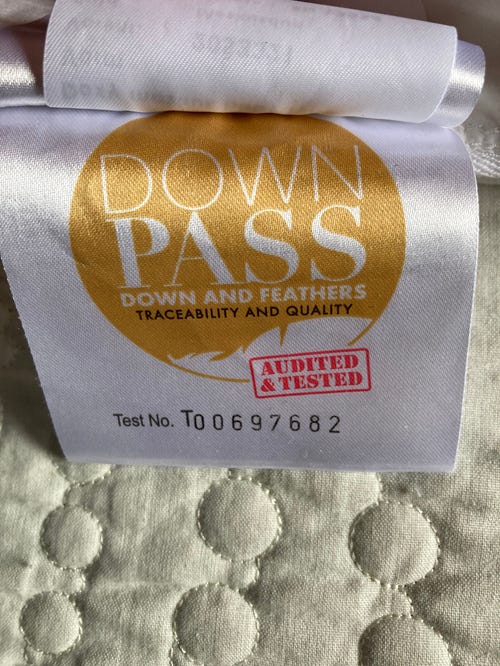 DOWN
PASS
DOWN AND FEATHERS
TRACEABILITY AND QUALITY
AUDITED
& TESTED
Test No. T00697682